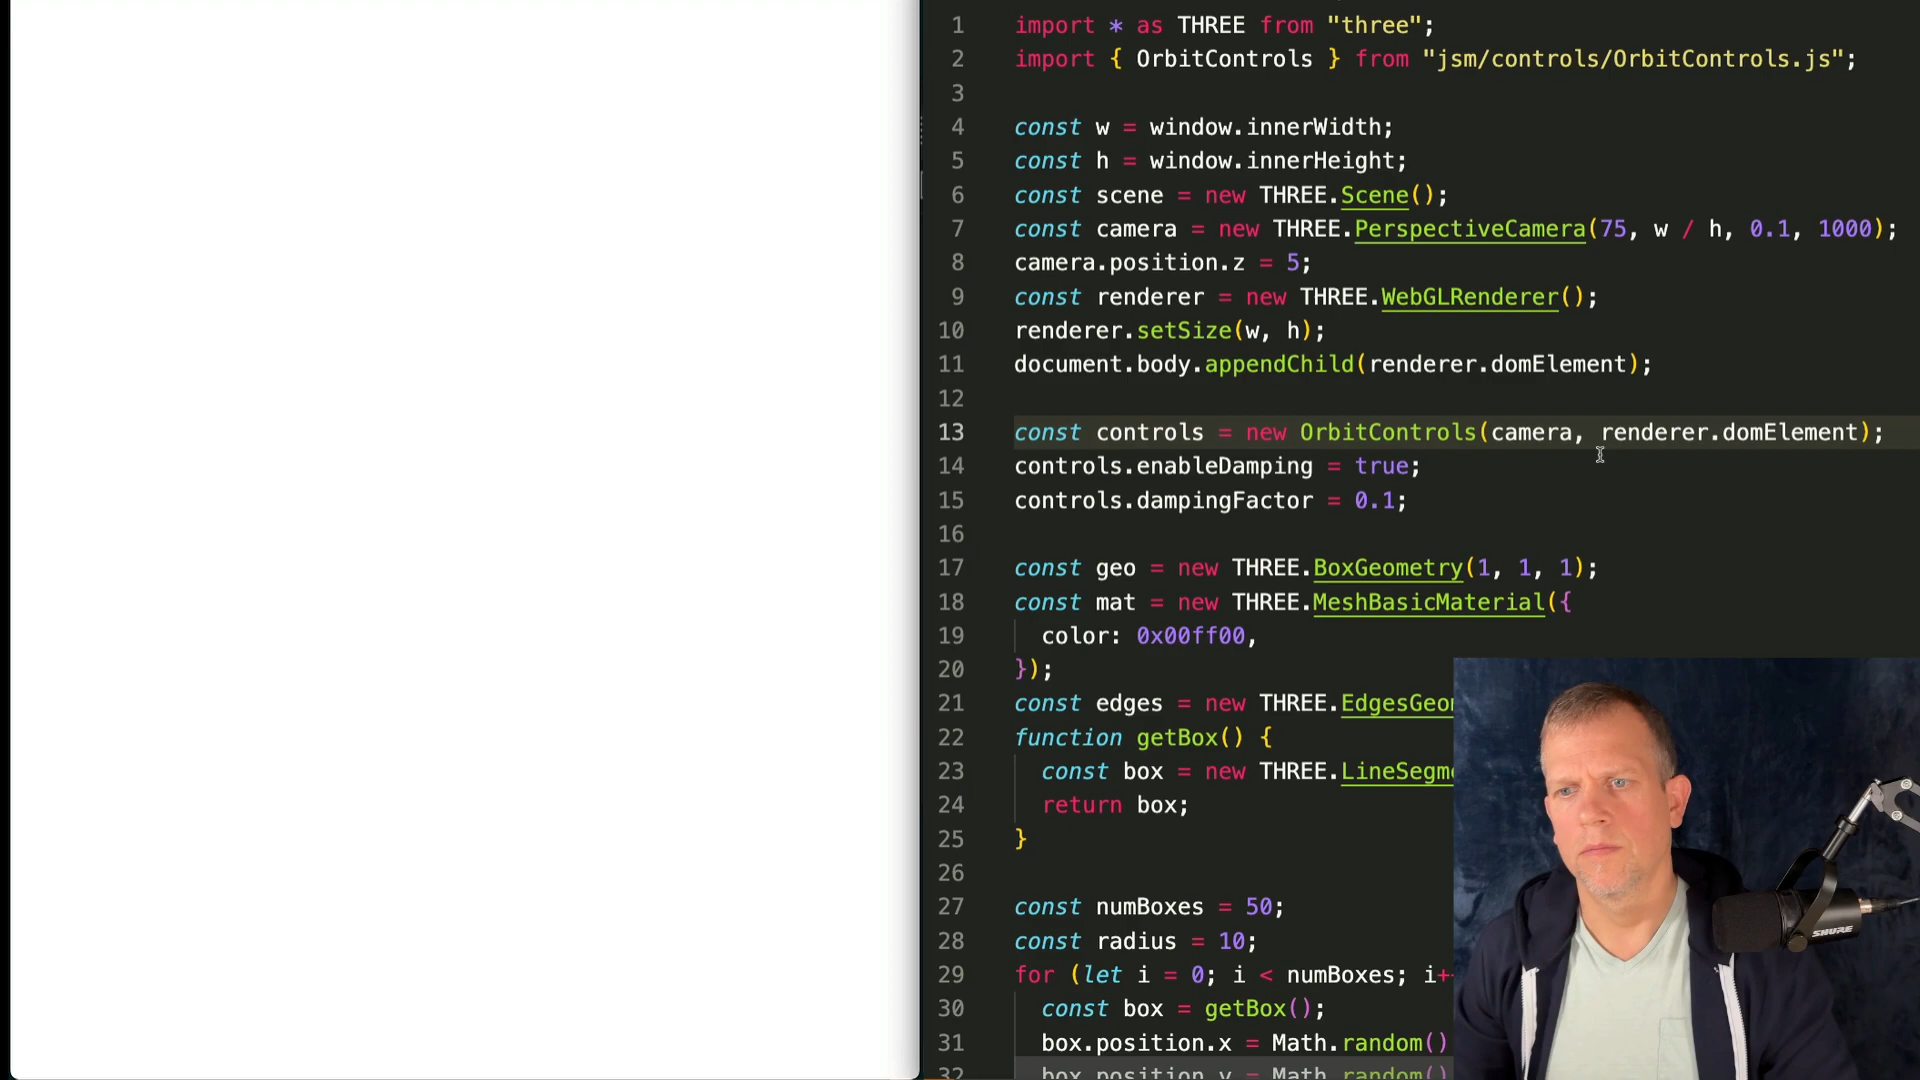 1 import * as THREE from "three";
2 import { OrbitControls } from "jsm/controls/OrbitControls.js";
3
4 const w = window.innerWidth;
5 const h = window.innerHeight;
6 const scene = new THREE.Scene();
7 const camera = new THREE.PerspectiveCamera(75, w / h, 0.1, 1000);
8 camera.position.z = 5;
9 const renderer = new THREE.WebGLRenderer();
10 renderer.setSize(w, h);
11 document.body.appendChild(renderer.domElement);
12
13 const controls = new OrbitControls(camera, renderer.domElement);
14 controls.enableDamping = true;
15 controls.dampingFactor = 0.1;
16
17 const geo = new THREE.BoxGeometry(1, 1, 1);
18 const mat = new THREE.MeshBasicMaterial({
19 color: 0x00ff00,
20 });
21 const edges = new THREE.EdgesGeo
22 function getBox() {
23 const box = new THREE.LineSegm
24 return box;
25 }
26
27 const numBoxes = 50;
28 const radius = 10;
29 for (let i = 0; i < numBoxes; i+
30 const box = getBox();
31 box.position.x = Math.random()
32 box.position.y = Math.random()
SHURE